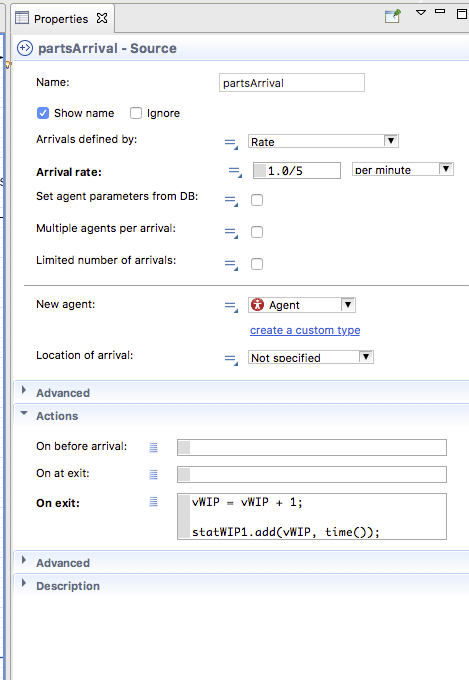 Properties
partsArrival - Source
Name: partsArrival
Show name Ignore
Arrivals defined by: Rate
Arrival rate: 1.0/5 per minute
Set agent parameters from DB:
Multiple agents per arrival:
Limited number of arrivals:
New agent: Agent
create a custom type
Location of arrival: Not specified
Advanced
Actions
On before arrival:
On at exit:
On exit: vWIP = vWIP + 1;
statWIP1.add(vWIP, time());
Advanced
Description